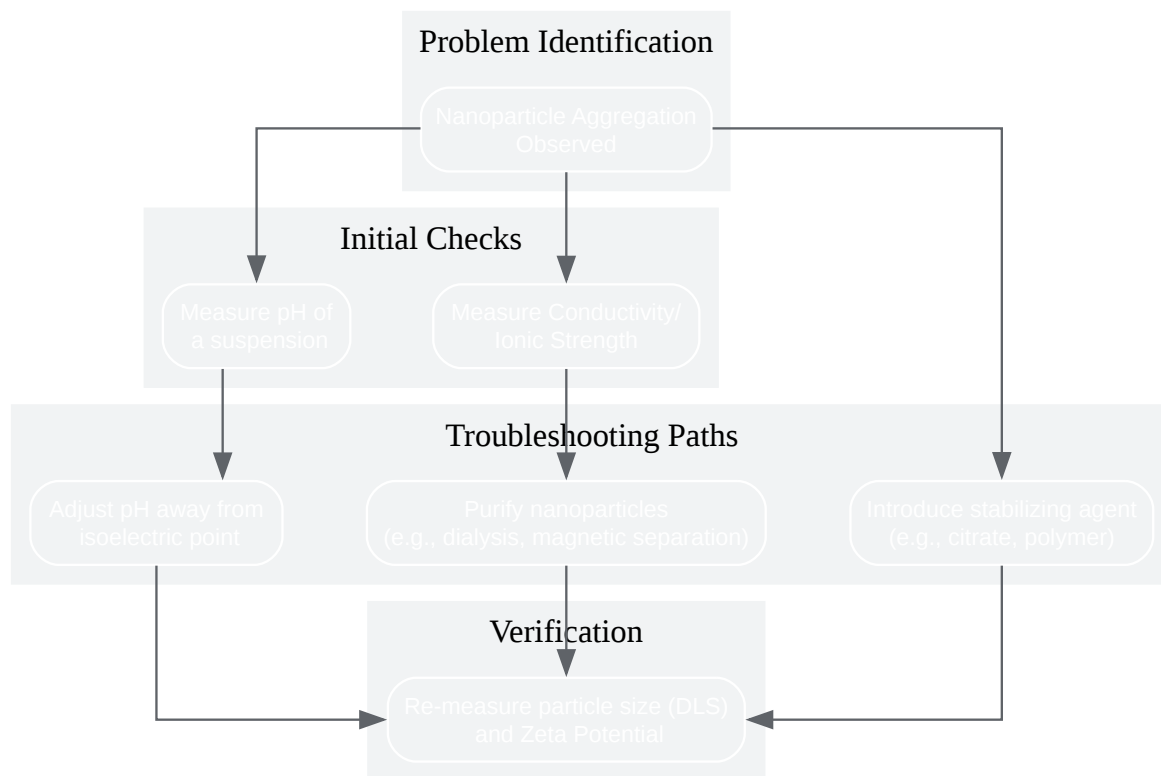 Problem Identification
Nanoparticle Aggregation
Observed
Initial Checks
Measure pH of
a suspension
Measure Conductivity/
Ionic Strength
Troubleshooting Paths
Adjust pH away from
isoelectric point
Purify nanoparticles
(e.g., dialysis, magnetic separation)
Introduce stabilizing agent
(e.g., citrate, polymer)
Verification
Re-measure particle size (DLS)
and Zeta Potential